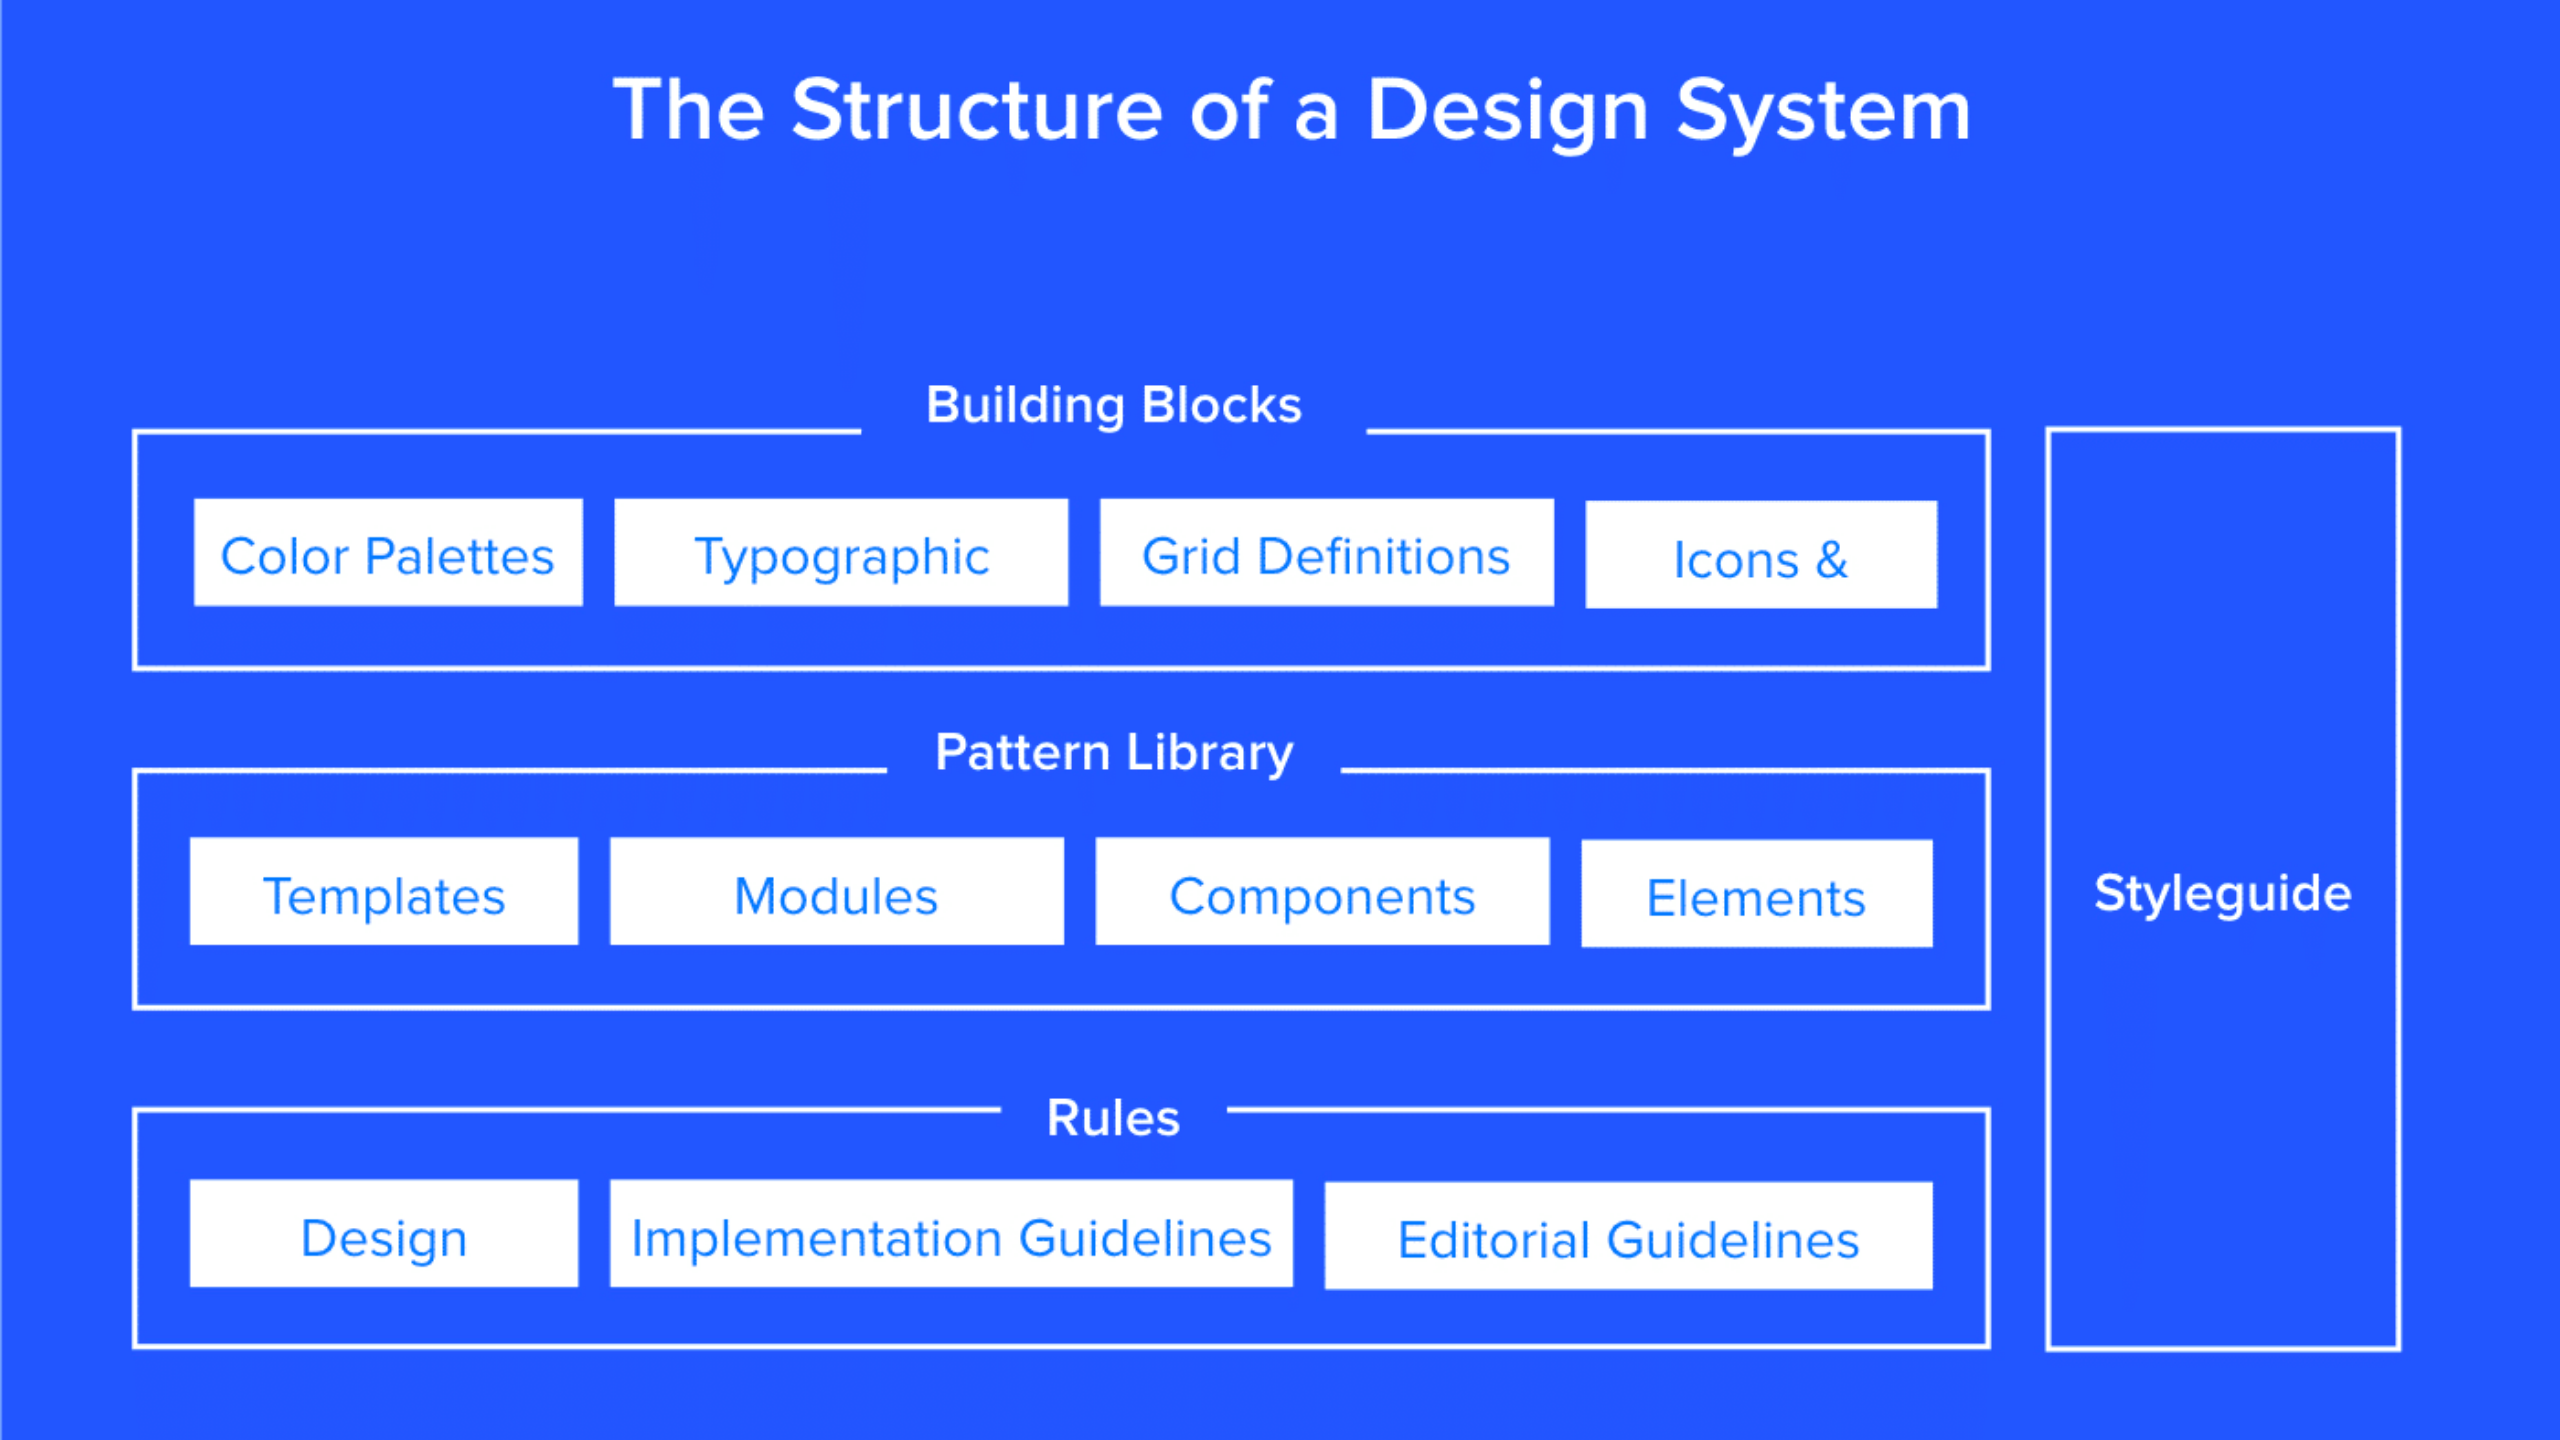 The Structure of a Design System
Building Blocks
Color Palettes
Typographic
Grid Definitions
Icons &
Pattern Library
Templates
Modules
Components
Elements
Rules
Design
Implementation Guidelines
Editorial Guidelines
Styleguide